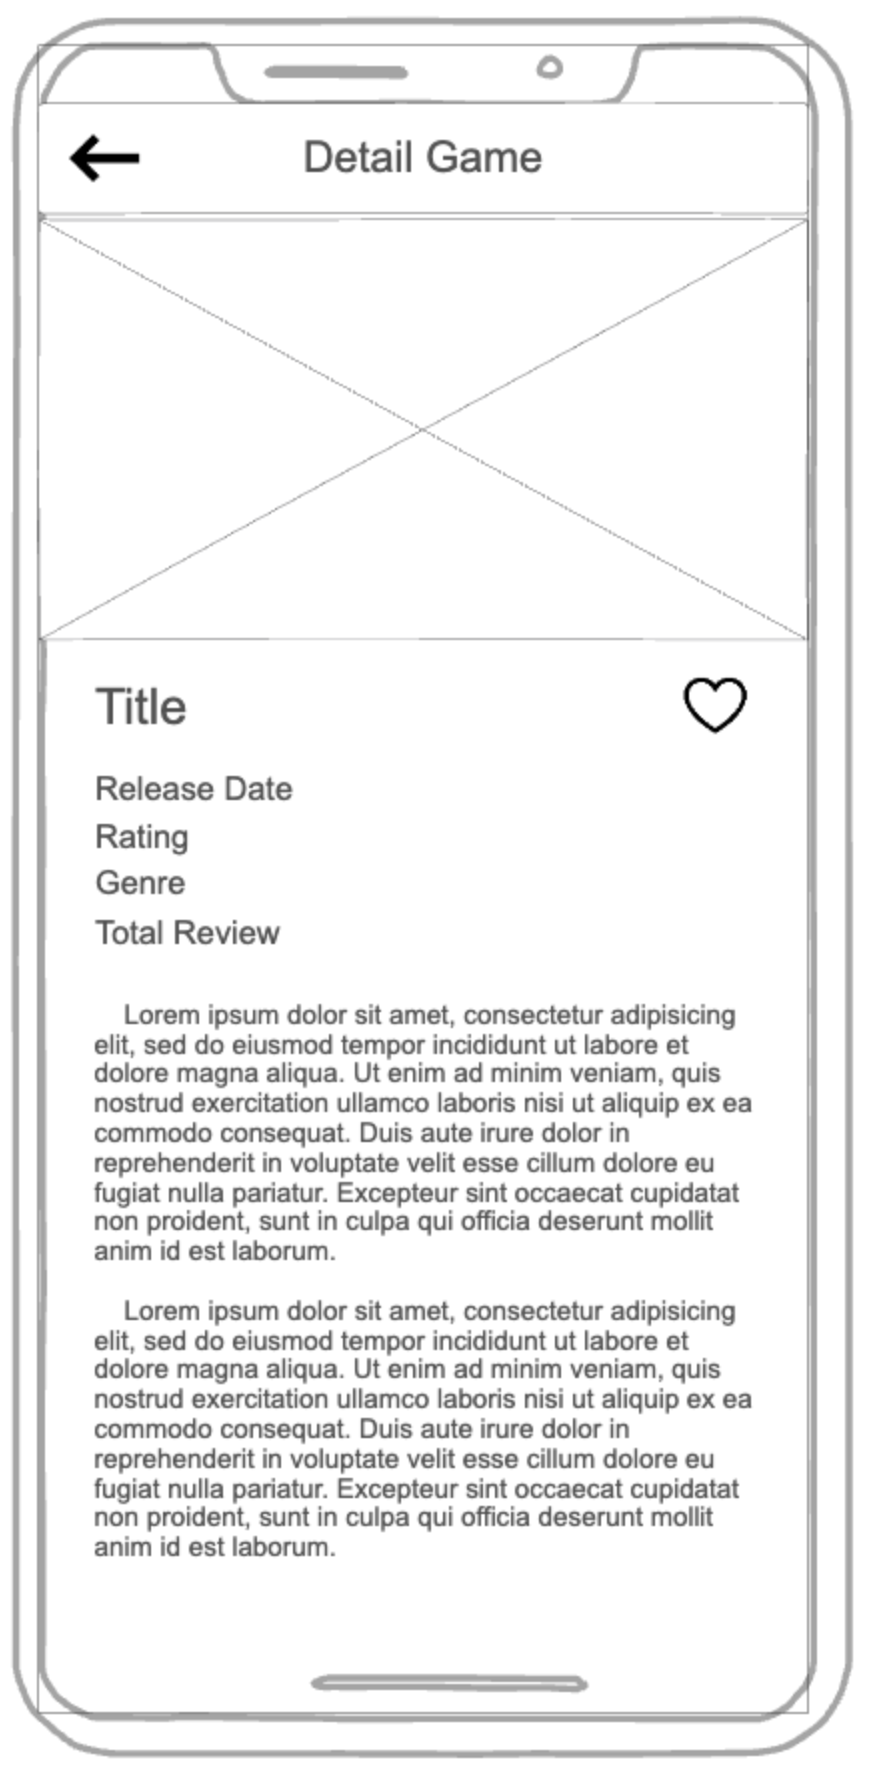 Detail Game
Title
Release Date
Rating
Genre
Total Review
Lorem ipsum dolor sit amet, consectetur adipisicing
elit, sed do eiusmod tempor incididunt ut labore et
dolore magna aliqua. Ut enim ad minim veniam, quis
nostrud exercitation ullamco laboris nisi ut aliquip ex ea
commodo consequat. Duis aute irure dolor in
reprehenderit in voluptate velit esse cillum dolore eu
fugiat nulla pariatur. Excepteur sint occaecat cupidatat
non proident, sunt in culpa qui officia deserunt mollit
anim id est laborum.
Lorem ipsum dolor sit amet, consectetur adipisicing
elit, sed do eiusmod tempor incididunt ut labore et
dolore magna aliqua. Ut enim ad minim veniam, quis
nostrud exercitation ullamco laboris nisi ut aliquip ex ea
commodo consequat. Duis aute irure dolor in
reprehenderit in voluptate velit esse cillum dolore eu
fugiat nulla pariatur. Excepteur sint occaecat cupidatat
non proident, sunt in culpa qui officia deserunt mollit
anim id est laborum.